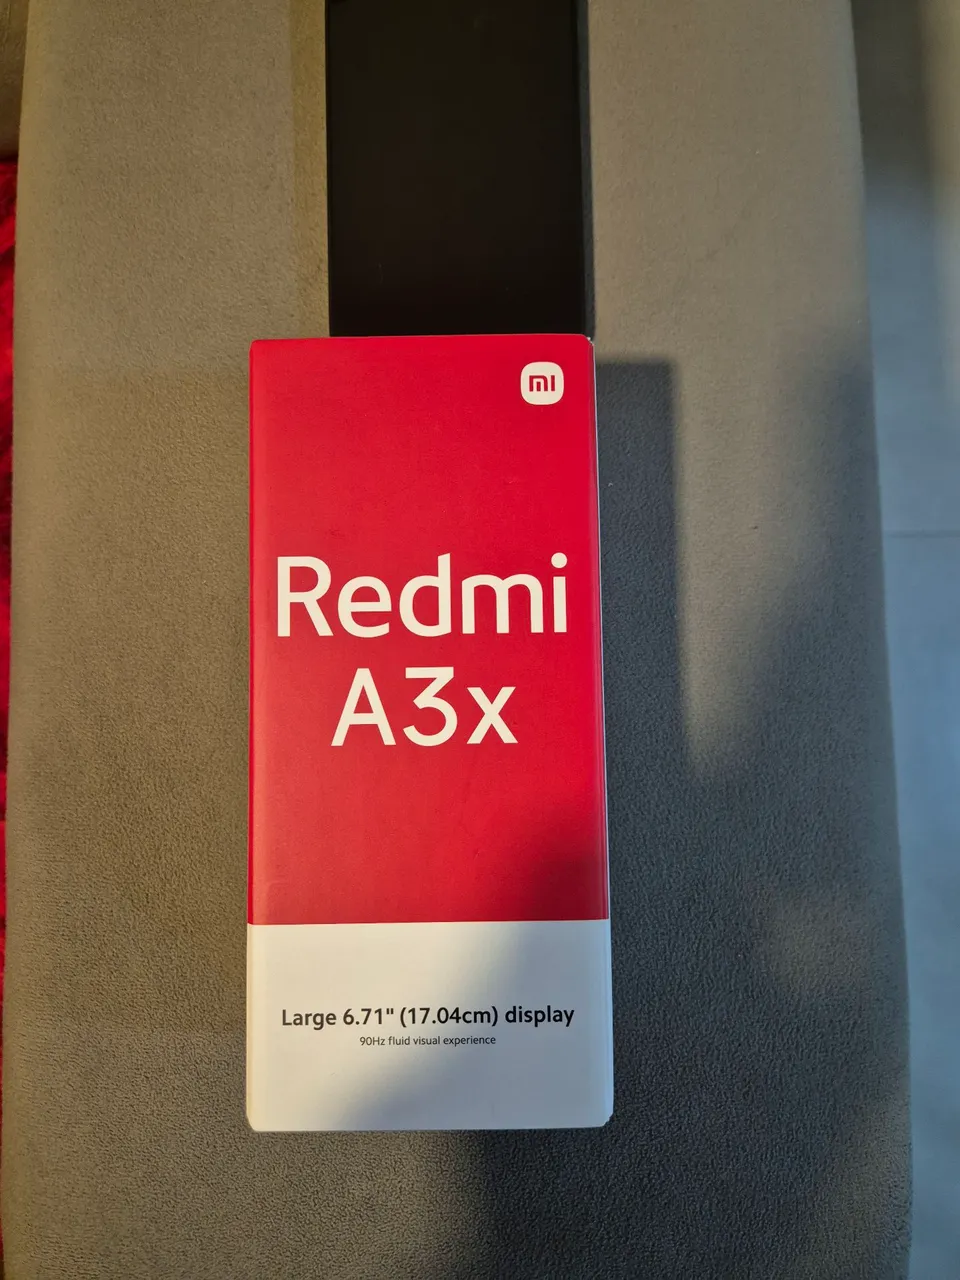 mi
Redmi
A3x
Large 6.71" (17.04cm) display
90Hz fluid visual experience